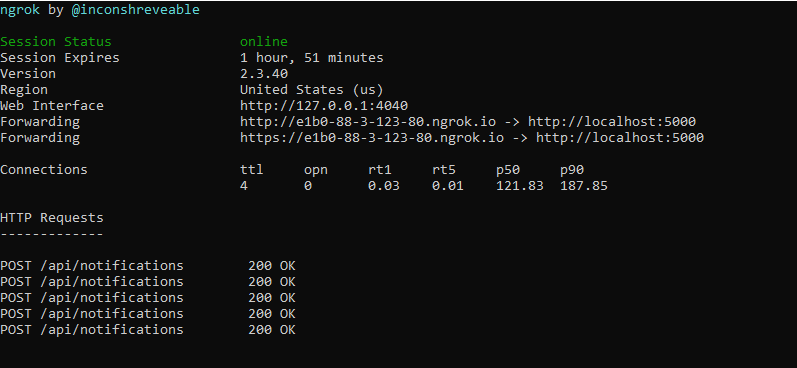 ngrok by @inconshreveable
Session Status online
Session Expires 1 hour, 51 minutes
Version 2.3.40
Region United States (us)
Web Interface http://127.0.0.1:4040
Forwarding http://e1b0-88-3-123-80.ngrok.io -> http://localhost:5000
Forwarding https://e1b0-88-3-123-80.ngrok.io -> http://localhost:5000
Connections ttl opn rt1 rt5 p50 p90
4 0 0.03 0.01 121.83 187.85
HTTP Requests
-------------
POST /api/notifications 200 OK
POST /api/notifications 200 OK
POST /api/notifications 200 OK
POST /api/notifications 200 OK
POST /api/notifications 200 OK